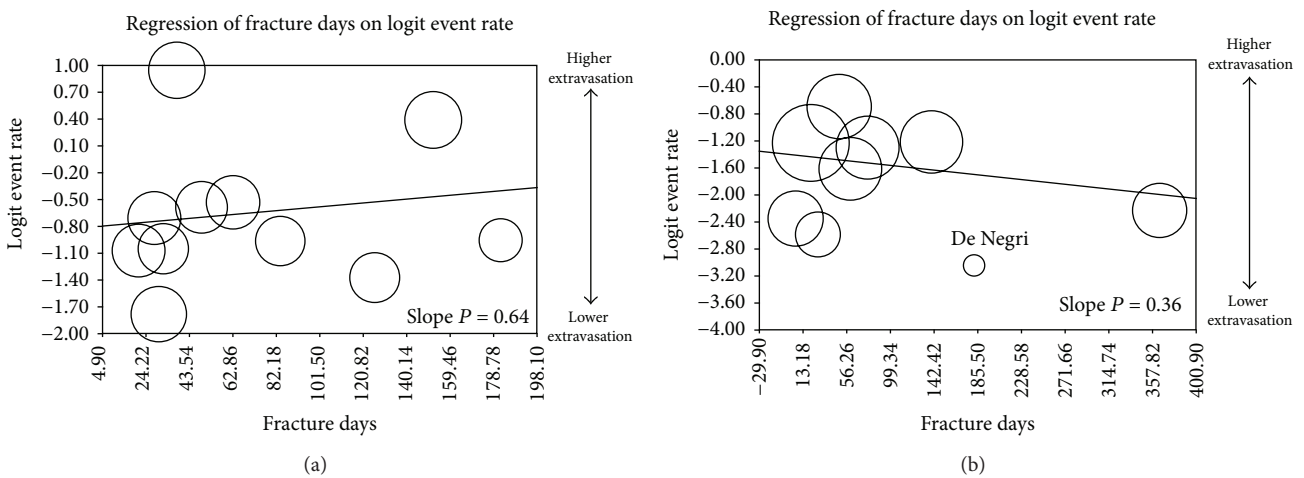 Regression of fracture days on logit event rate
Logit event rate
1.00
0.70
0.40
0.10
−0.20
−0.50
−0.80
−1.10
−1.40
−1.70
−2.00
Slope P = 0.64
4.90
24.22
43.54
62.86
82.18
101.50
120.82
140.14
159.46
178.78
198.10
Fracture days
Higher
extravasation
Lower
extravasation
(a)
Regression of fracture days on logit event rate
Logit event rate
0.00
−0.40
−0.80
−1.20
−1.60
−2.00
−2.40
−2.80
−3.20
−3.60
−4.00
De Negri
Slope P = 0.36
−29.90
13.18
56.26
99.34
142.42
185.50
228.58
271.66
314.74
357.82
400.90
Fracture days
Higher
extravasation
Lower
extravasation
(b)